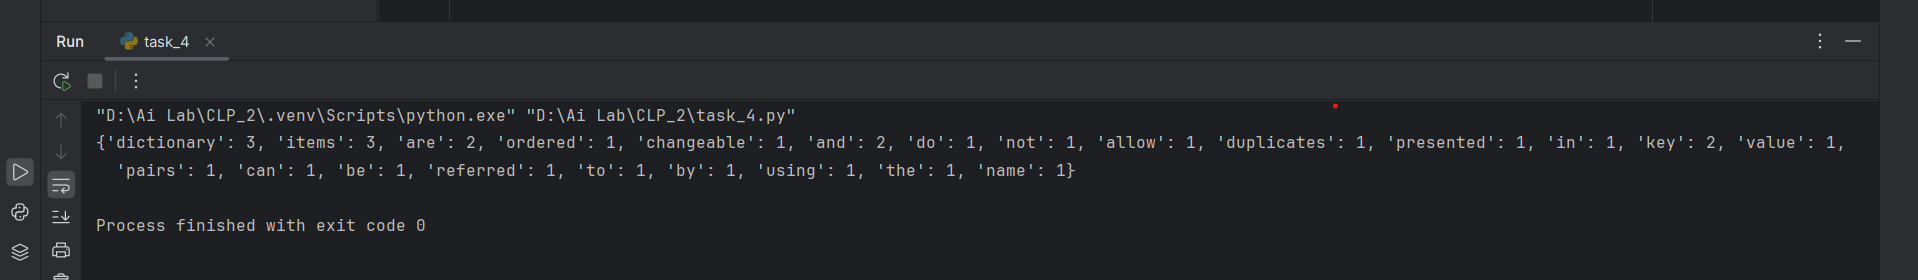 Run task_4
"D:\Ai Lab\CLP_2\.venv\Scripts\python.exe" "D:\Ai Lab\CLP_2\task_4.py"
{'dictionary': 3, 'items': 3, 'are': 2, 'ordered': 1, 'changeable': 1, 'and': 2, 'do': 1, 'not': 1, 'allow': 1, 'duplicates': 1, 'presented': 1, 'in': 1, 'key': 2, 'value': 1,
'pairs': 1, 'can': 1, 'be': 1, 'referred': 1, 'to': 1, 'by': 1, 'using': 1, 'the': 1, 'name': 1}
Process finished with exit code 0